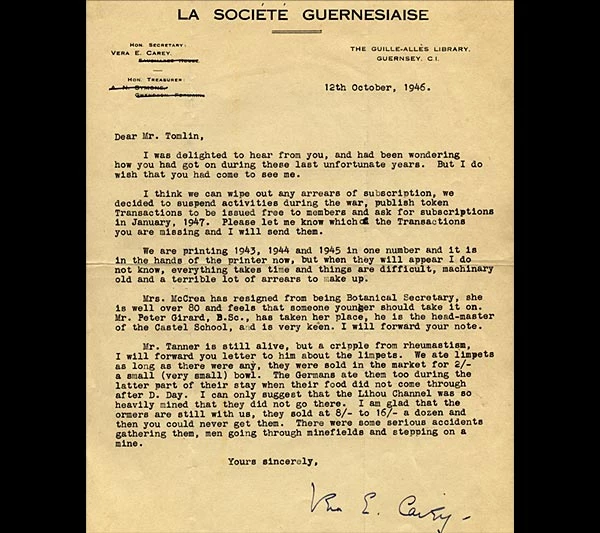 LA SOCIÉTÉ GUERNESIAISE
HON. SECRETARY:
VERA E. CAREY.
SAUMAREZ HOUSE.
HON. TREASURER:
A. N. SYMONS,
THE GUILLE-ALLÈS LIBRARY,
GUERNSEY, C.I.
12th October, 1946.
Dear Mr. Tomlin,
I was delighted to hear from you, and had been wondering
how you had got on during these last unfortunate years. But I do
wish that you had come to see me.
I think we can wipe out any arrears of subscription, we
decided to suspend activities during the war, publish token
Transactions to be issued free to members and ask for subscriptions
in January, 1947. Please let me know which of the Transactions
you are missing and I will send them.
We are printing 1943, 1944 and 1945 in one number and it is
in the hands of the printer now, but when they will appear I do
not know, everything takes time and things are difficult, machinary
old and a terrible lot of arrears to make up.
Mrs. McCrea has resigned from being Botanical Secretary, she
is well over 80 and feels that someone younger should take it on.
Mr. Peter Girard, B.Sc., has taken her place, he is the head-master
of the Castel School, and is very keen. I will forward your note.
Mr. Tanner is still alive, but a cripple from rheumastism,
I will forward you letter to him about the limpets. We ate limpets
as long as there were any, they were sold in the market for 2/-
a small (very small) bowl. The Germans ate them too during the
latter part of their stay when their food did not come through
after D. Day. I can only suggest that the Lihou Channel was so
heavily mined that they did not go there. I am glad that the
ormers are still with us, they sold at 8/- to 16/- a dozen and
then you could never get them. There were some serious accidents
gathering them, men going through minefields and stepping on a
mine.
Yours sincerely,
Vera E. Carey